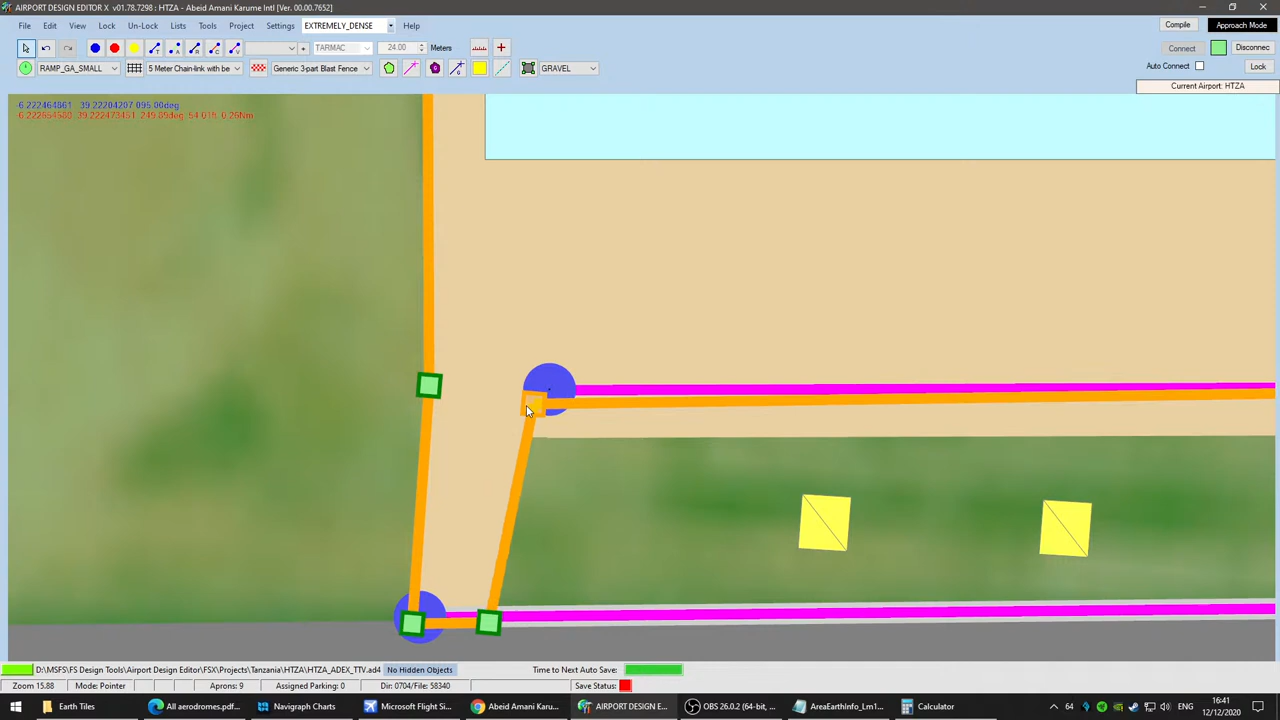 AIRPORT DESIGN EDITOR X v01.78.7298 : HTZA - Abeid Amani Karume Intl [Ver. 00.00.7652]
File Edit View Lock Un-Lock Lists Tools Project Settings EXTREMELY_DENSE Help
Compile Approach Mode
TARMAC 24.00 Meters
Connect Disconnec
RAMP_GA_SMALL 5 Meter Chain-link with be Generic 3-part Blast Fence GRAVEL
Auto Connect Lock
Current Airport: HTZA
-6.222464861 39.22204207 095.00deg
D:\MSFS\FS Design Tools\Airport Design Editor\FSX\Projects\Tanzania\HTZA\HTZA_ADEX_TTV.ad4 No Hidden Objects Time to Next Auto Save:
Zoom 15.88 Mode: Pointer Aprons: 9 Assigned Parking: 0 Dir: 0704/File: 58340 Save Status:
Earth Tiles All aerodromes.pdf... Navigraph Charts Microsoft Flight Si... Abeid Amani Karu... AIRPORT DESIGN E... OBS 26.0.2 (64-bit, ... AreaEarthInfo_Lm1... Calculator 64 16:41
12/12/2020